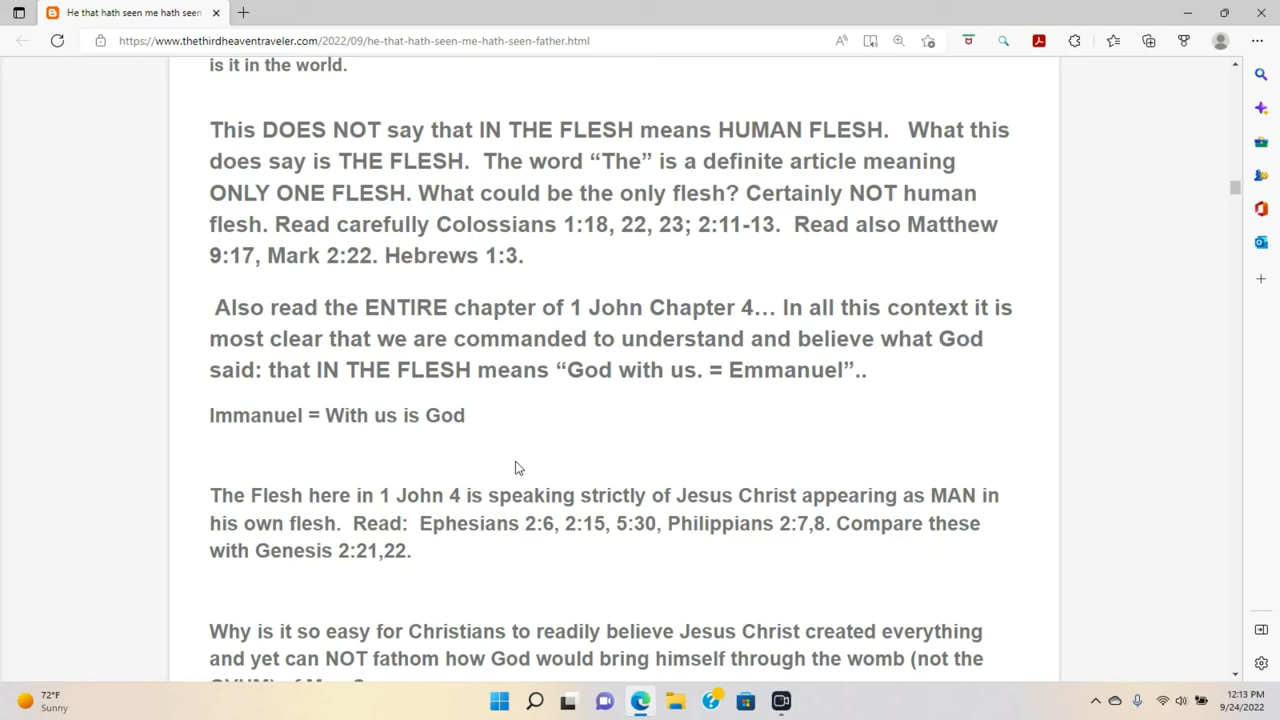 He that hath seen me hath seen
https://www.thethirdheaventraveler.com/2022/09/he-that-hath-seen-me-hath-seen-father.html
is it in the world.
This DOES NOT say that IN THE FLESH means HUMAN FLESH. What this
does say is THE FLESH. The word “The” is a definite article meaning
ONLY ONE FLESH. What could be the only flesh? Certainly NOT human
flesh. Read carefully Colossians 1:18, 22, 23; 2:11-13. Read also Matthew
9:17, Mark 2:22. Hebrews 1:3.
Also read the ENTIRE chapter of 1 John Chapter 4… In all this context it is
most clear that we are commanded to understand and believe what God
said: that IN THE FLESH means “God with us. = Emmanuel”..
Immanuel = With us is God
The Flesh here in 1 John 4 is speaking strictly of Jesus Christ appearing as MAN in
his own flesh. Read: Ephesians 2:6, 2:15, 5:30, Philippians 2:7,8. Compare these
with Genesis 2:21,22.
Why is it so easy for Christians to readily believe Jesus Christ created everything
and yet can NOT fathom how God would bring himself through the womb (not the
72°F
Sunny
12:13 PM
9/24/2022